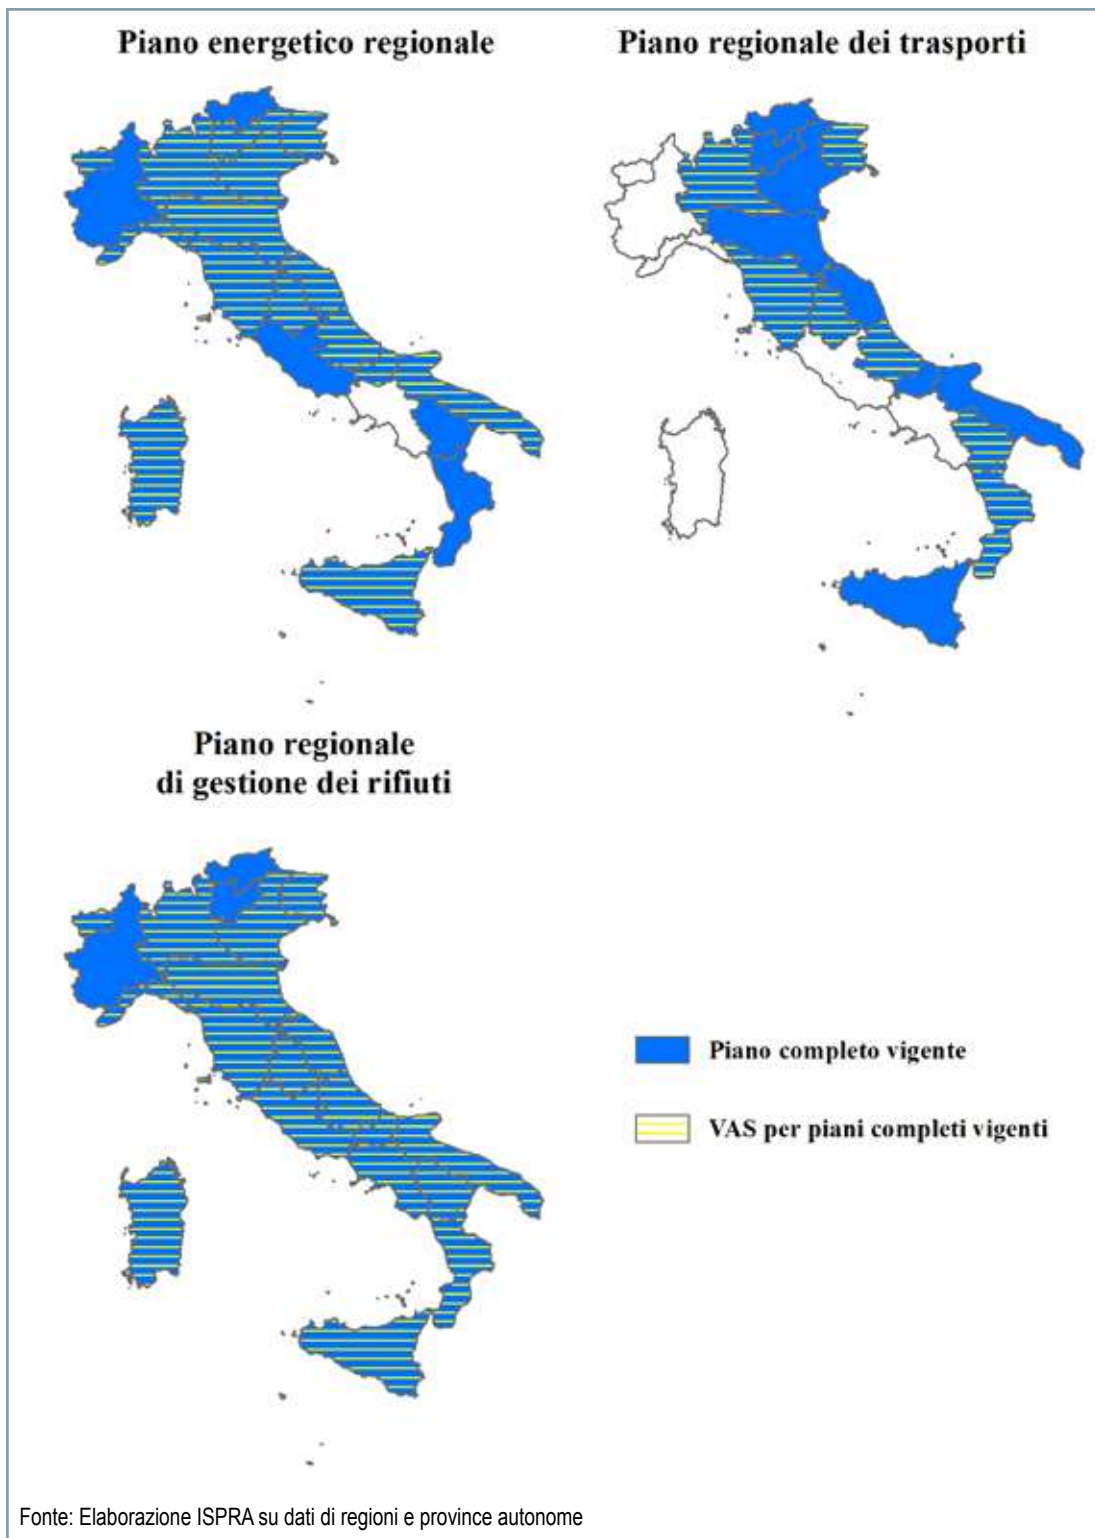 Piano energetico regionale
Piano regionale dei trasporti
Piano regionale
di gestione dei rifiuti
Piano completo vigente
VAS per piani completi vigenti
Fonte: Elaborazione ISPRA su dati di regioni e province autonome